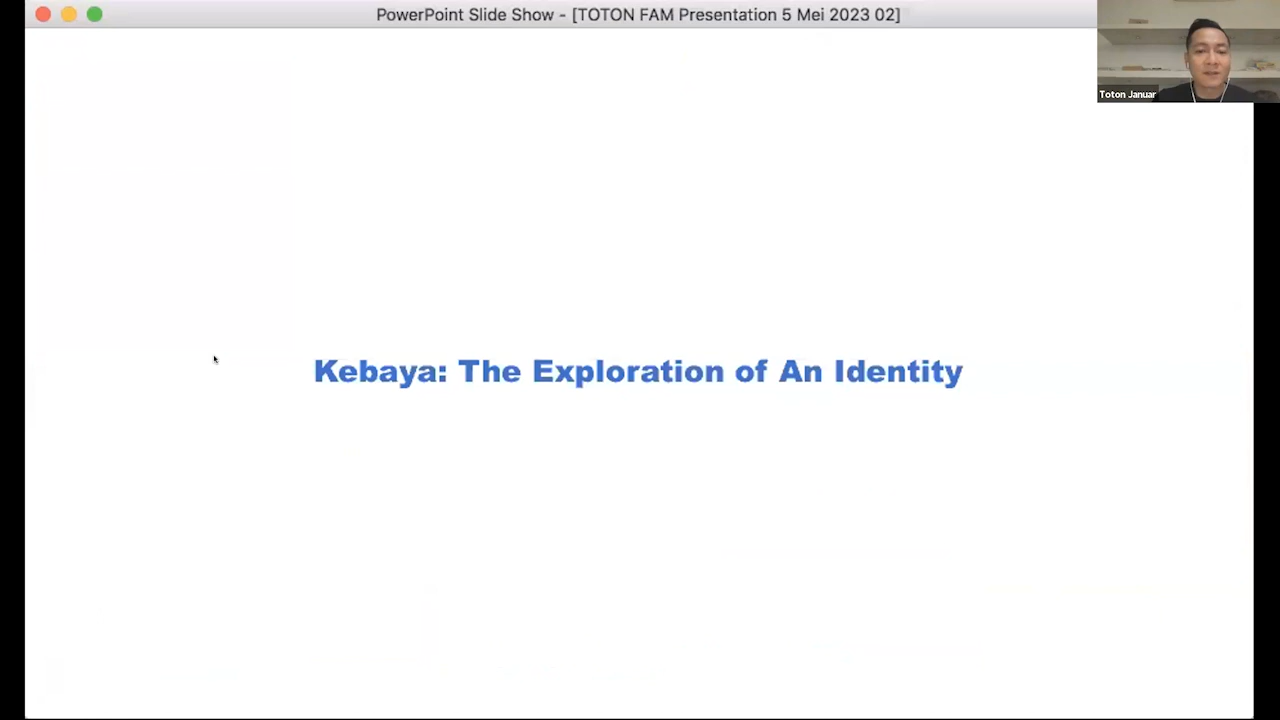 PowerPoint Slide Show - [TOTON FAM Presentation 5 Mei 2023 02]
Toton Januar
Kebaya: The Exploration of An Identity